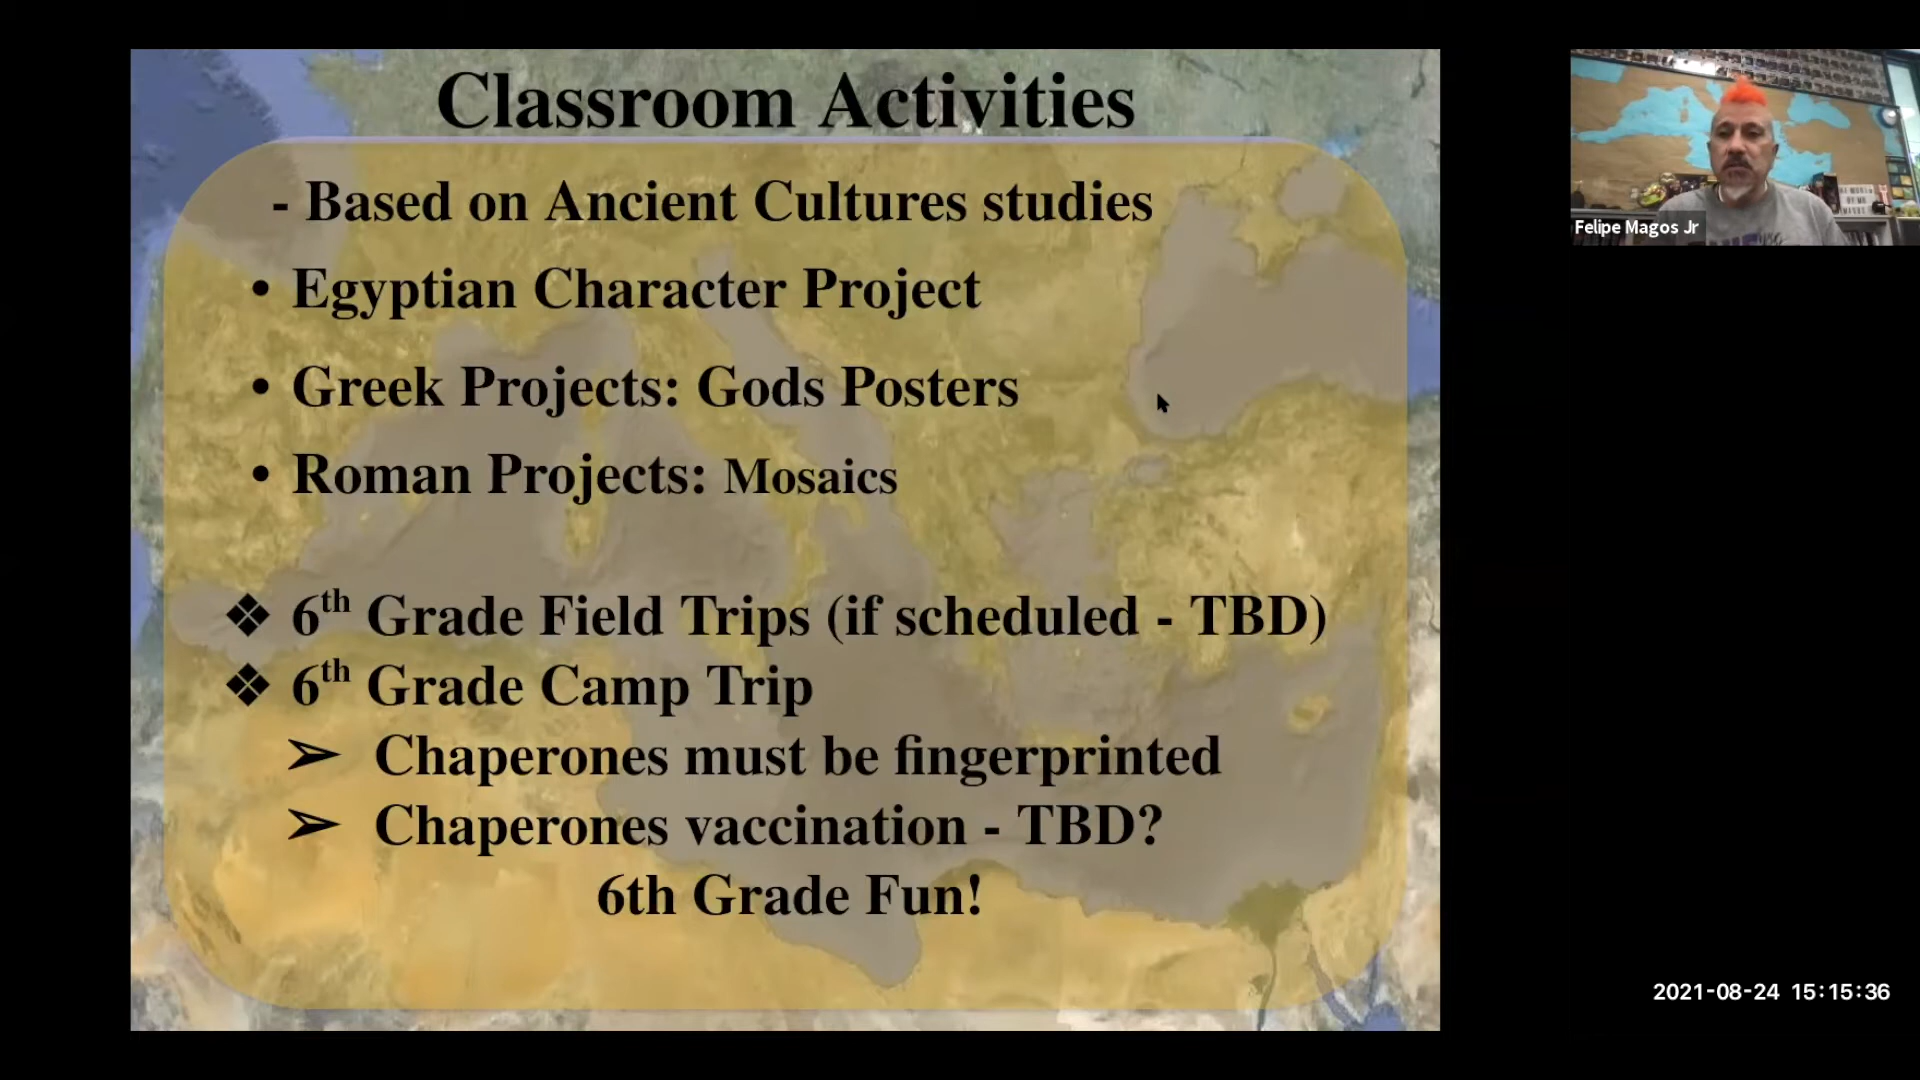 Classroom Activities
- Based on Ancient Cultures studies
• Egyptian Character Project
• Greek Projects: Gods Posters
• Roman Projects: Mosaics
❖ 6th Grade Field Trips (if scheduled - TBD)
❖ 6th Grade Camp Trip
➢ Chaperones must be fingerprinted
➢ Chaperones vaccination - TBD?
6th Grade Fun!
Felipe Magos Jr
2021-08-24 15:15:36